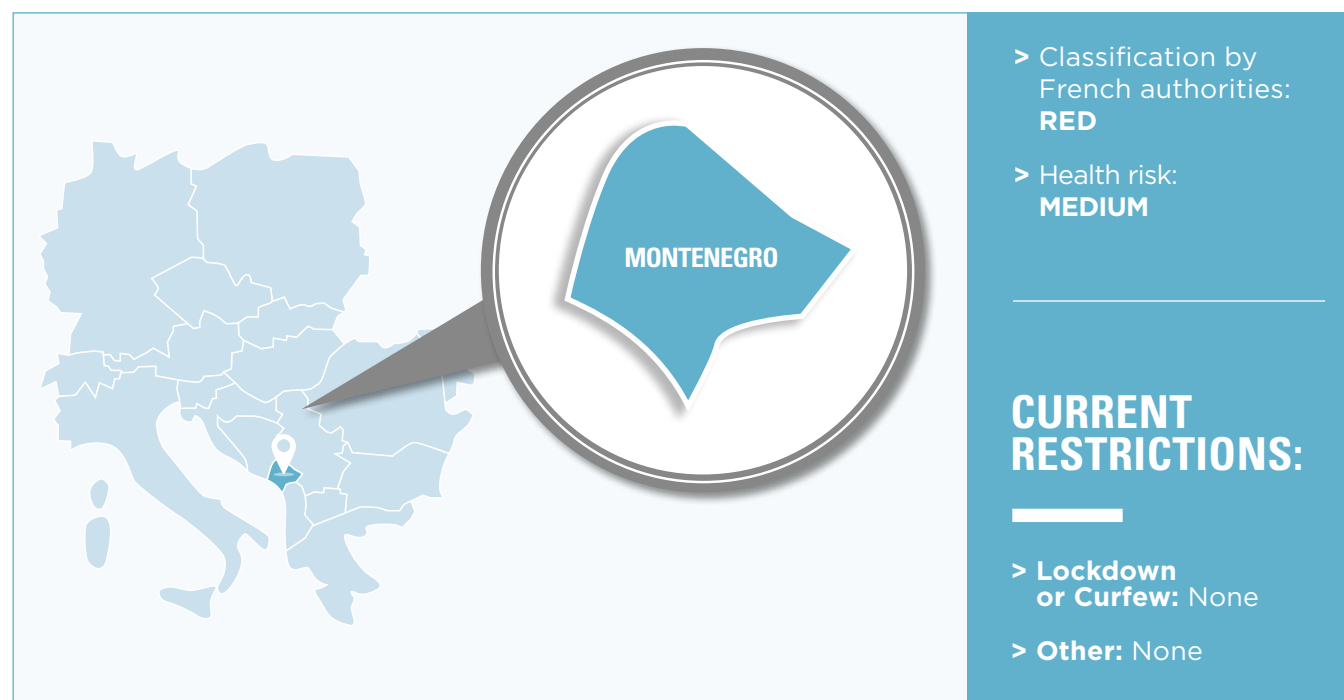 MONTENEGRO
> Classification by
French authorities:
RED
> Health risk:
MEDIUM
CURRENT
RESTRICTIONS:
> Lockdown
or Curfew: None
> Other: None